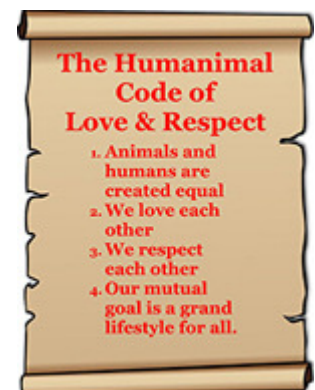 The Humanimal
Code of
Love & Respect
1. Animals and
humans are
created equal
2. We love each
other
3. We respect
each other
4. Our mutual
goal is a grand
lifestyle for all.